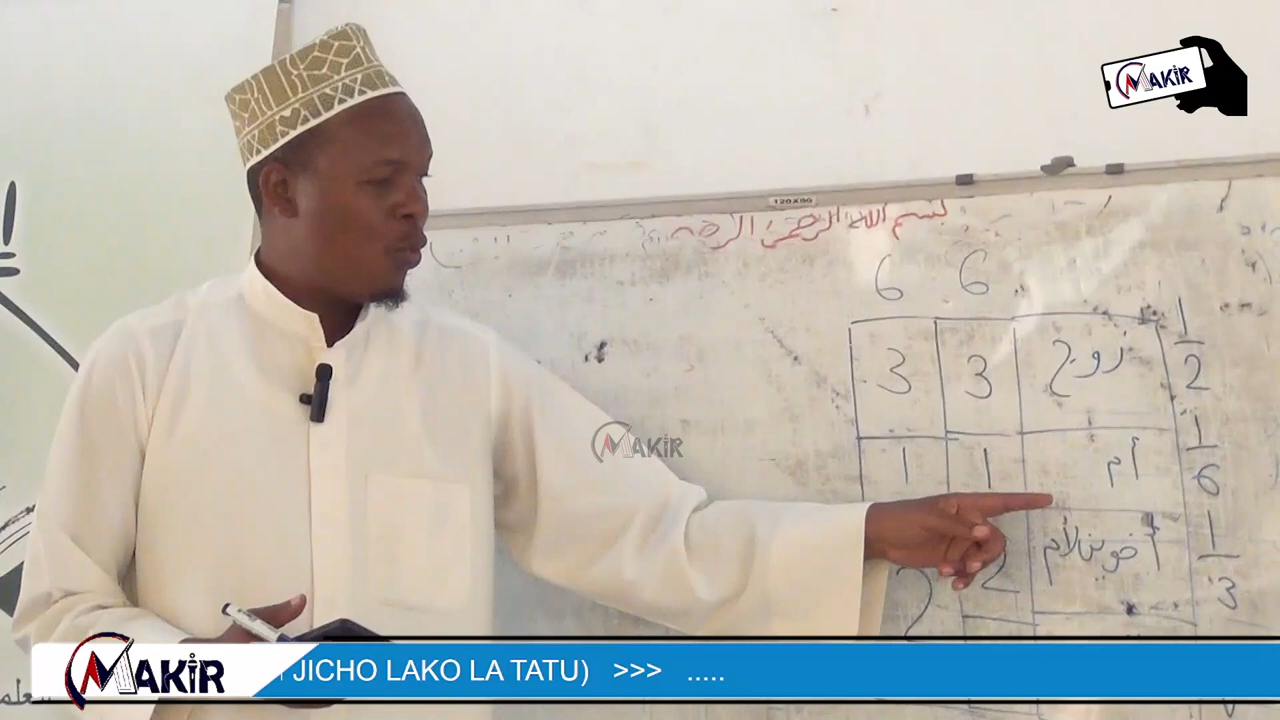 MAKIR
120X80
بسم الله الرحمن الرحيم
6 6
3 3 زوج 1/2
1 1 أم 1/6
2 2 أخوين لأم 1/3
MAKIR
MAKIR
JICHO LAKO LA TATU) >>> .....